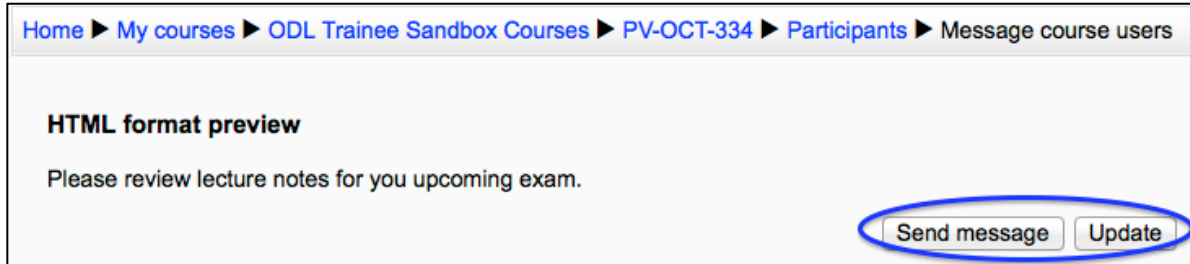 Home ▶ My courses ▶ ODL Trainee Sandbox Courses ▶ PV-OCT-334 ▶ Participants ▶ Message course users
HTML format preview
Please review lecture notes for you upcoming exam.
Send message Update